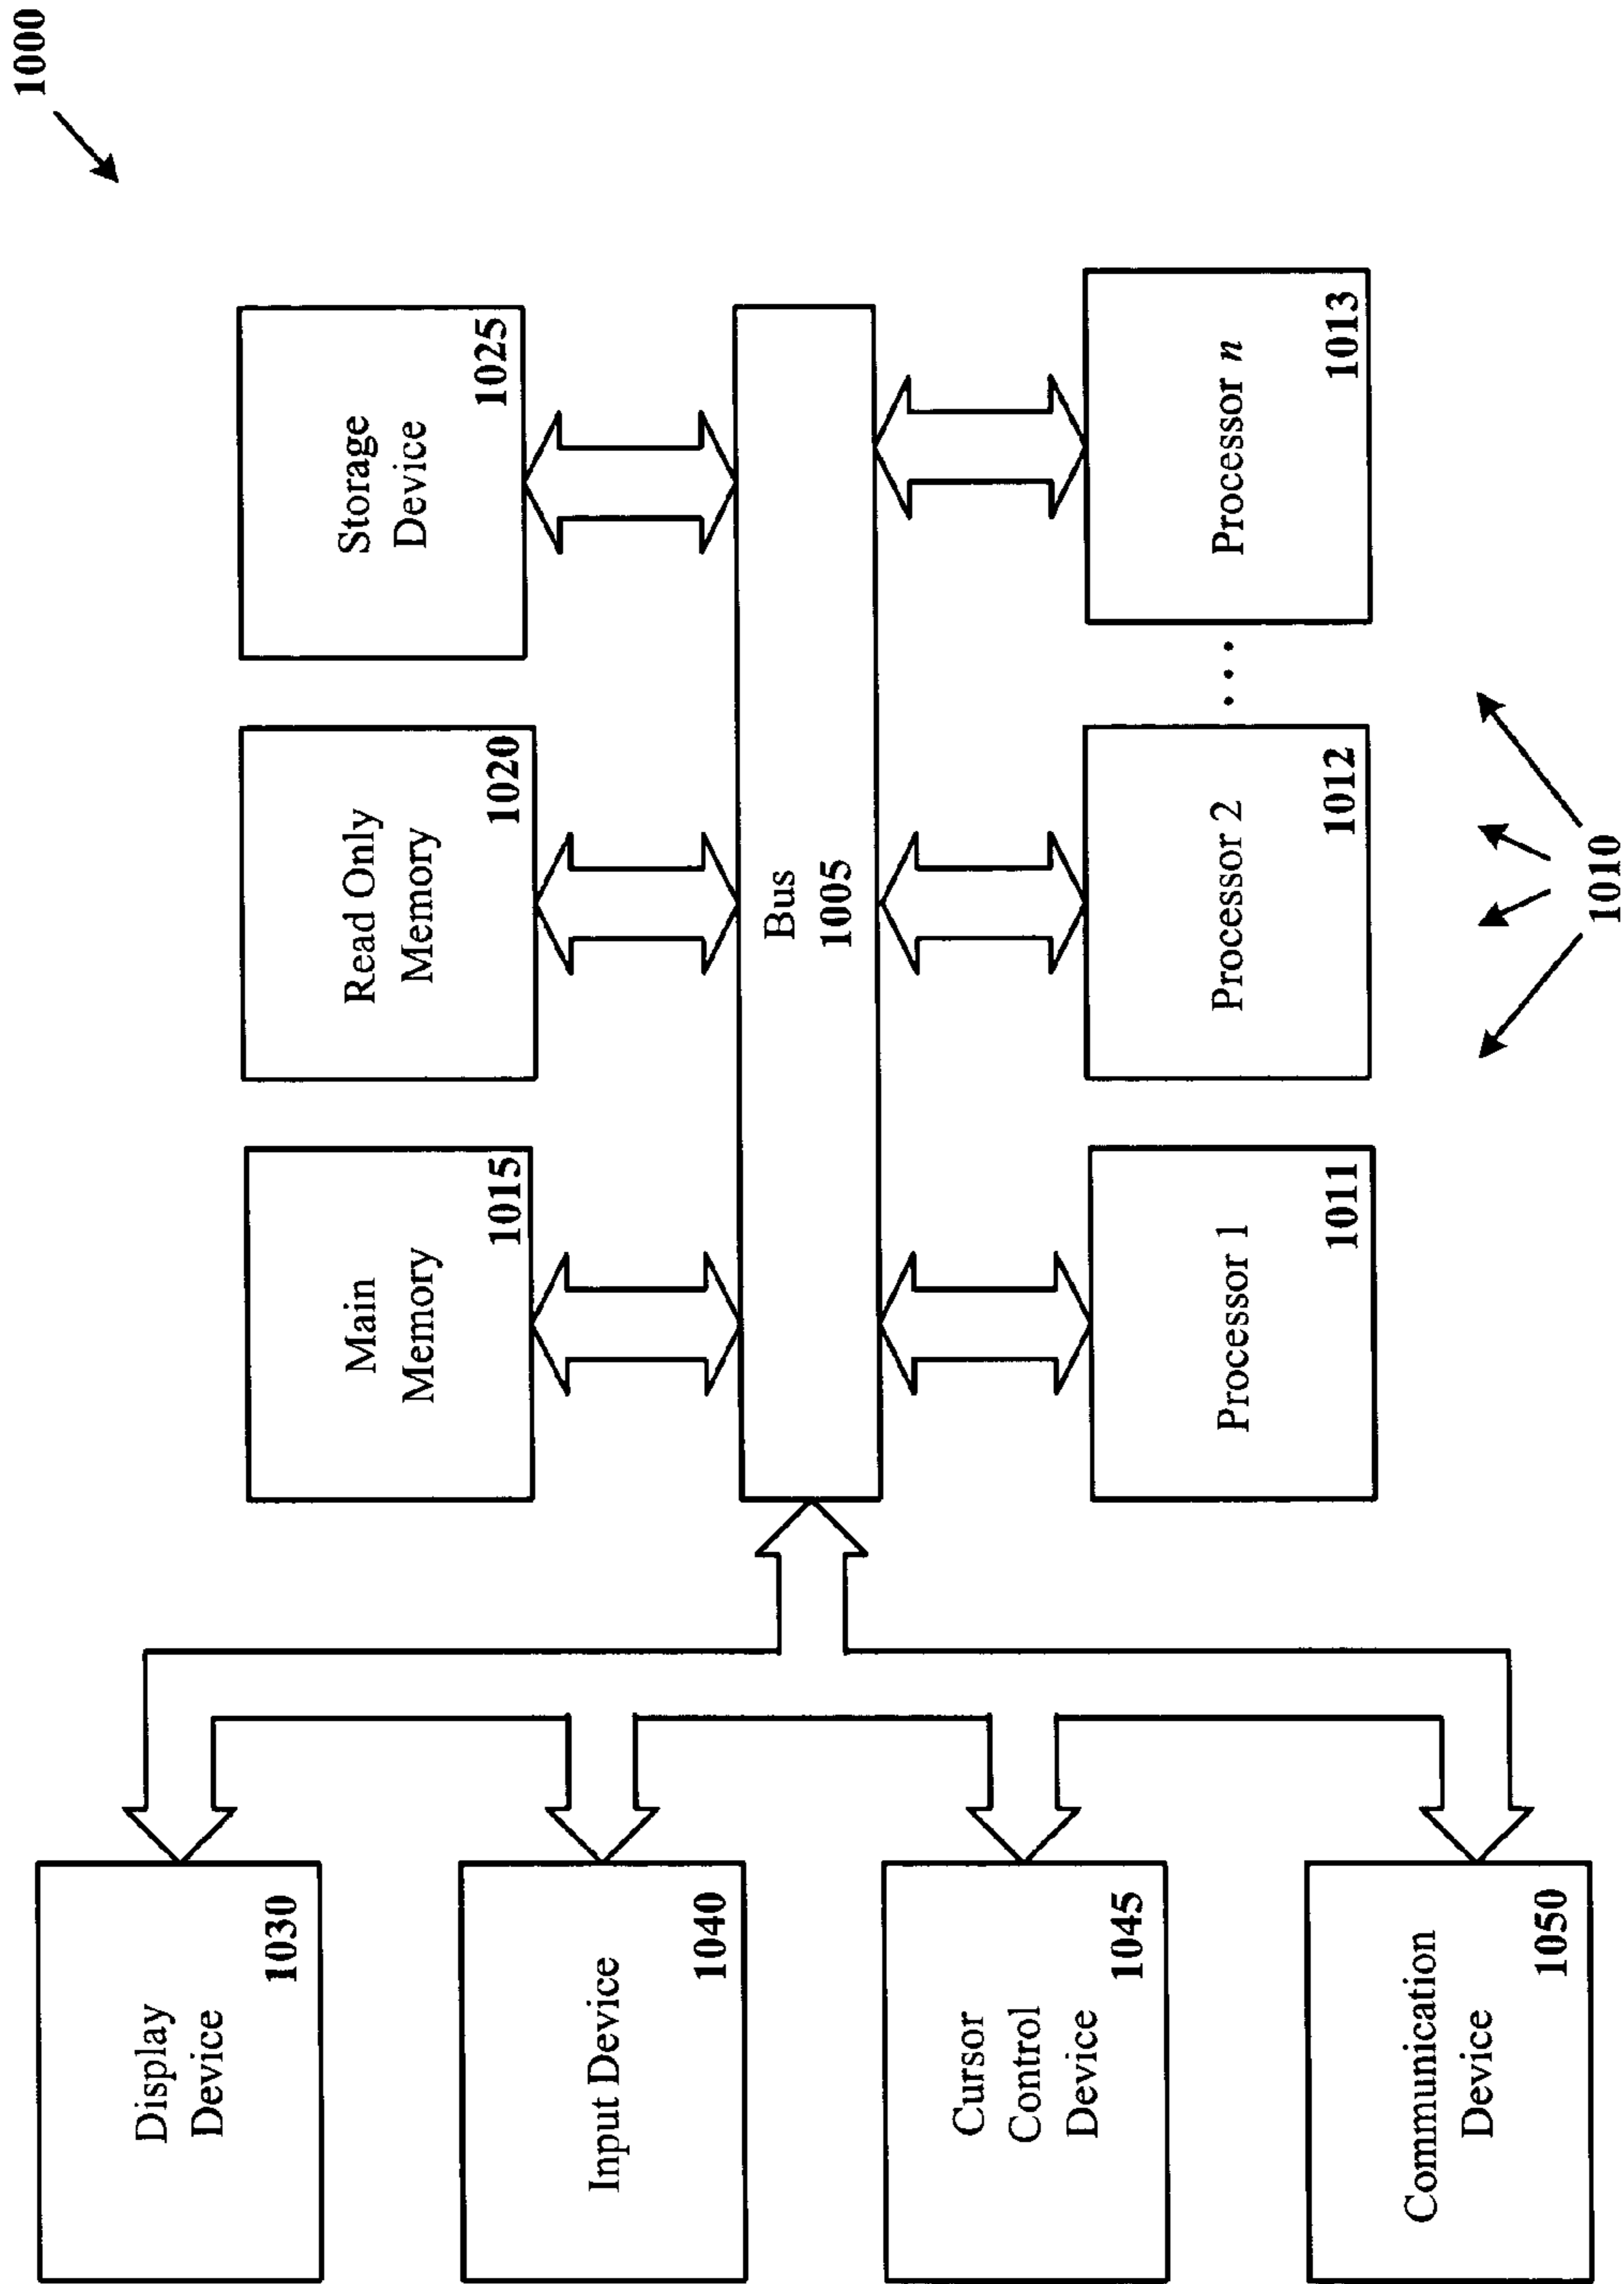 1000
Display
Device
1030
Input Device
1040
Cursor
Control
Device
1045
Communication
Device
1050
Main
Memory
1015
Read Only
Memory
1020
Storage
Device
1025
Bus
1005
Processor 1
1011
Processor 2
1012
...
Processor n
1013
1010